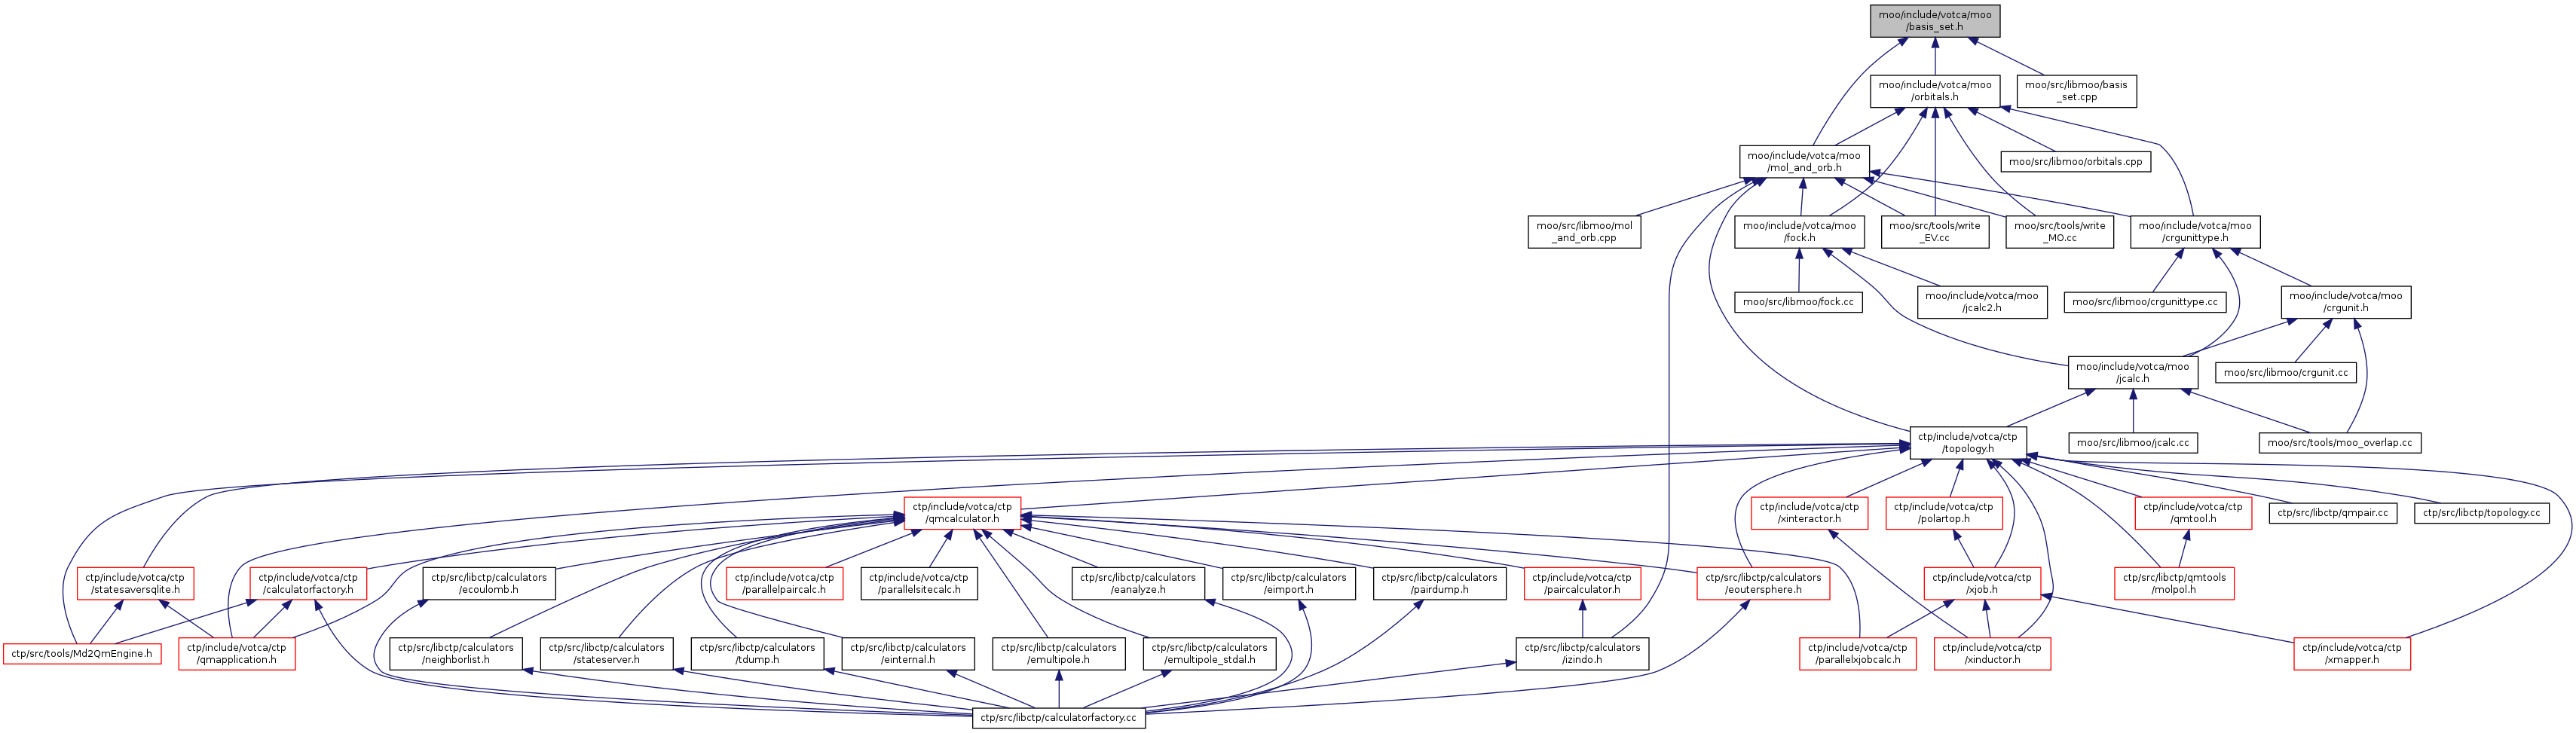 moo/include/votca/moo
/basis_set.h
moo/include/votca/moo
/orbitals.h
moo/src/libmoo/basis
_set.cpp
moo/include/votca/moo
/mol_and_orb.h
moo/src/libmoo/orbitals.cpp
moo/src/libmoo/mol
_and_orb.cpp
moo/include/votca/moo
/fock.h
moo/src/tools/write
_EV.cc
moo/src/tools/write
_MO.cc
moo/include/votca/moo
/crgunittype.h
moo/src/libmoo/fock.cc
moo/include/votca/moo
/jcalc2.h
moo/src/libmoo/crgunittype.cc
moo/include/votca/moo
/crgunit.h
moo/include/votca/moo
/jcalc.h
moo/src/libmoo/crgunit.cc
ctp/include/votca/ctp
/topology.h
moo/src/libmoo/jcalc.cc
moo/src/tools/moo_overlap.cc
ctp/include/votca/ctp
/qmcalculator.h
ctp/include/votca/ctp
/xinteractor.h
ctp/include/votca/ctp
/polartop.h
ctp/include/votca/ctp
/qmtool.h
ctp/src/libctp/qmpair.cc
ctp/src/libctp/topology.cc
ctp/include/votca/ctp
/statesaversqlite.h
ctp/include/votca/ctp
/calculatorfactory.h
ctp/src/libctp/calculators
/ecoulomb.h
ctp/include/votca/ctp
/parallelpaircalc.h
ctp/include/votca/ctp
/parallelsitecalc.h
ctp/src/libctp/calculators
/eanalyze.h
ctp/src/libctp/calculators
/eimport.h
ctp/src/libctp/calculators
/pairdump.h
ctp/include/votca/ctp
/paircalculator.h
ctp/src/libctp/calculators
/eoutersphere.h
ctp/include/votca/ctp
/xjob.h
ctp/src/libctp/qmtools
/molpol.h
ctp/src/tools/Md2QmEngine.h
ctp/include/votca/ctp
/qmapplication.h
ctp/src/libctp/calculators
/neighborlist.h
ctp/src/libctp/calculators
/stateserver.h
ctp/src/libctp/calculators
/tdump.h
ctp/src/libctp/calculators
/einternal.h
ctp/src/libctp/calculators
/emultipole.h
ctp/src/libctp/calculators
/emultipole_stdal.h
ctp/src/libctp/calculators
/izindo.h
ctp/include/votca/ctp
/parallelxjobcalc.h
ctp/include/votca/ctp
/xinductor.h
ctp/include/votca/ctp
/xmapper.h
ctp/src/libctp/calculatorfactory.cc